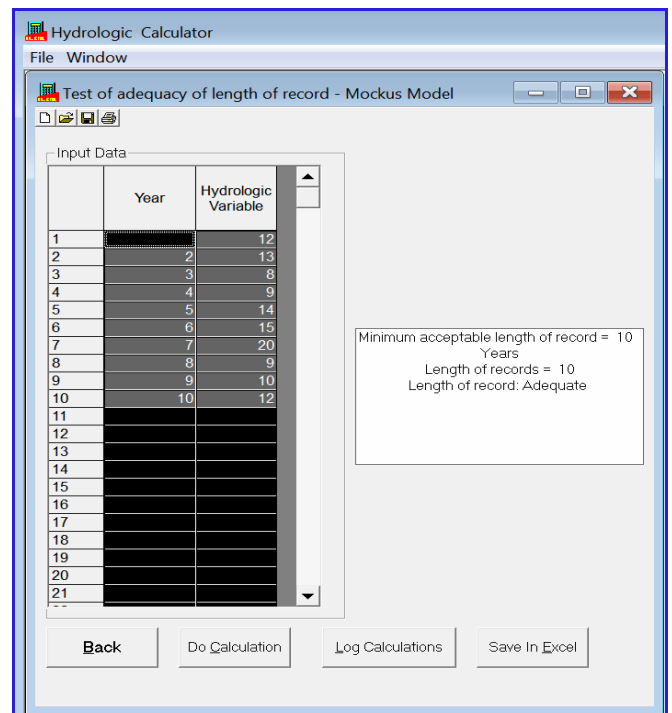 Hydrologic Calculator
File Window
Test of adequacy of length of record - Mockus Model
Input Data
Year Hydrologic Variable
1 12
2 2 13
3 3 8
4 4 9
5 5 14
6 6 15
7 7 20
8 8 9
9 9 10
10 10 12
11
12
13
14
15
16
17
18
19
20
21
Minimum acceptable length of record = 10
Years
Length of records = 10
Length of record: Adequate
Back Do Calculation Log Calculations Save In Excel